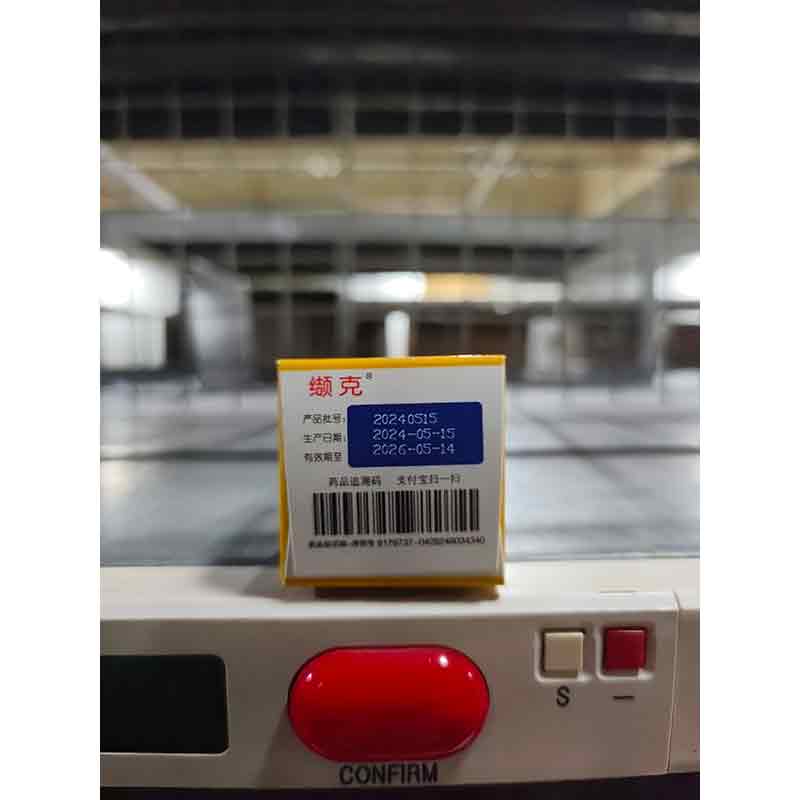 缬克®
产品批号: 20240515
生产日期: 2024-05-15
有效期至 2026-05-14
药品追溯码 支付宝扫一扫
S
—
CONFIRM